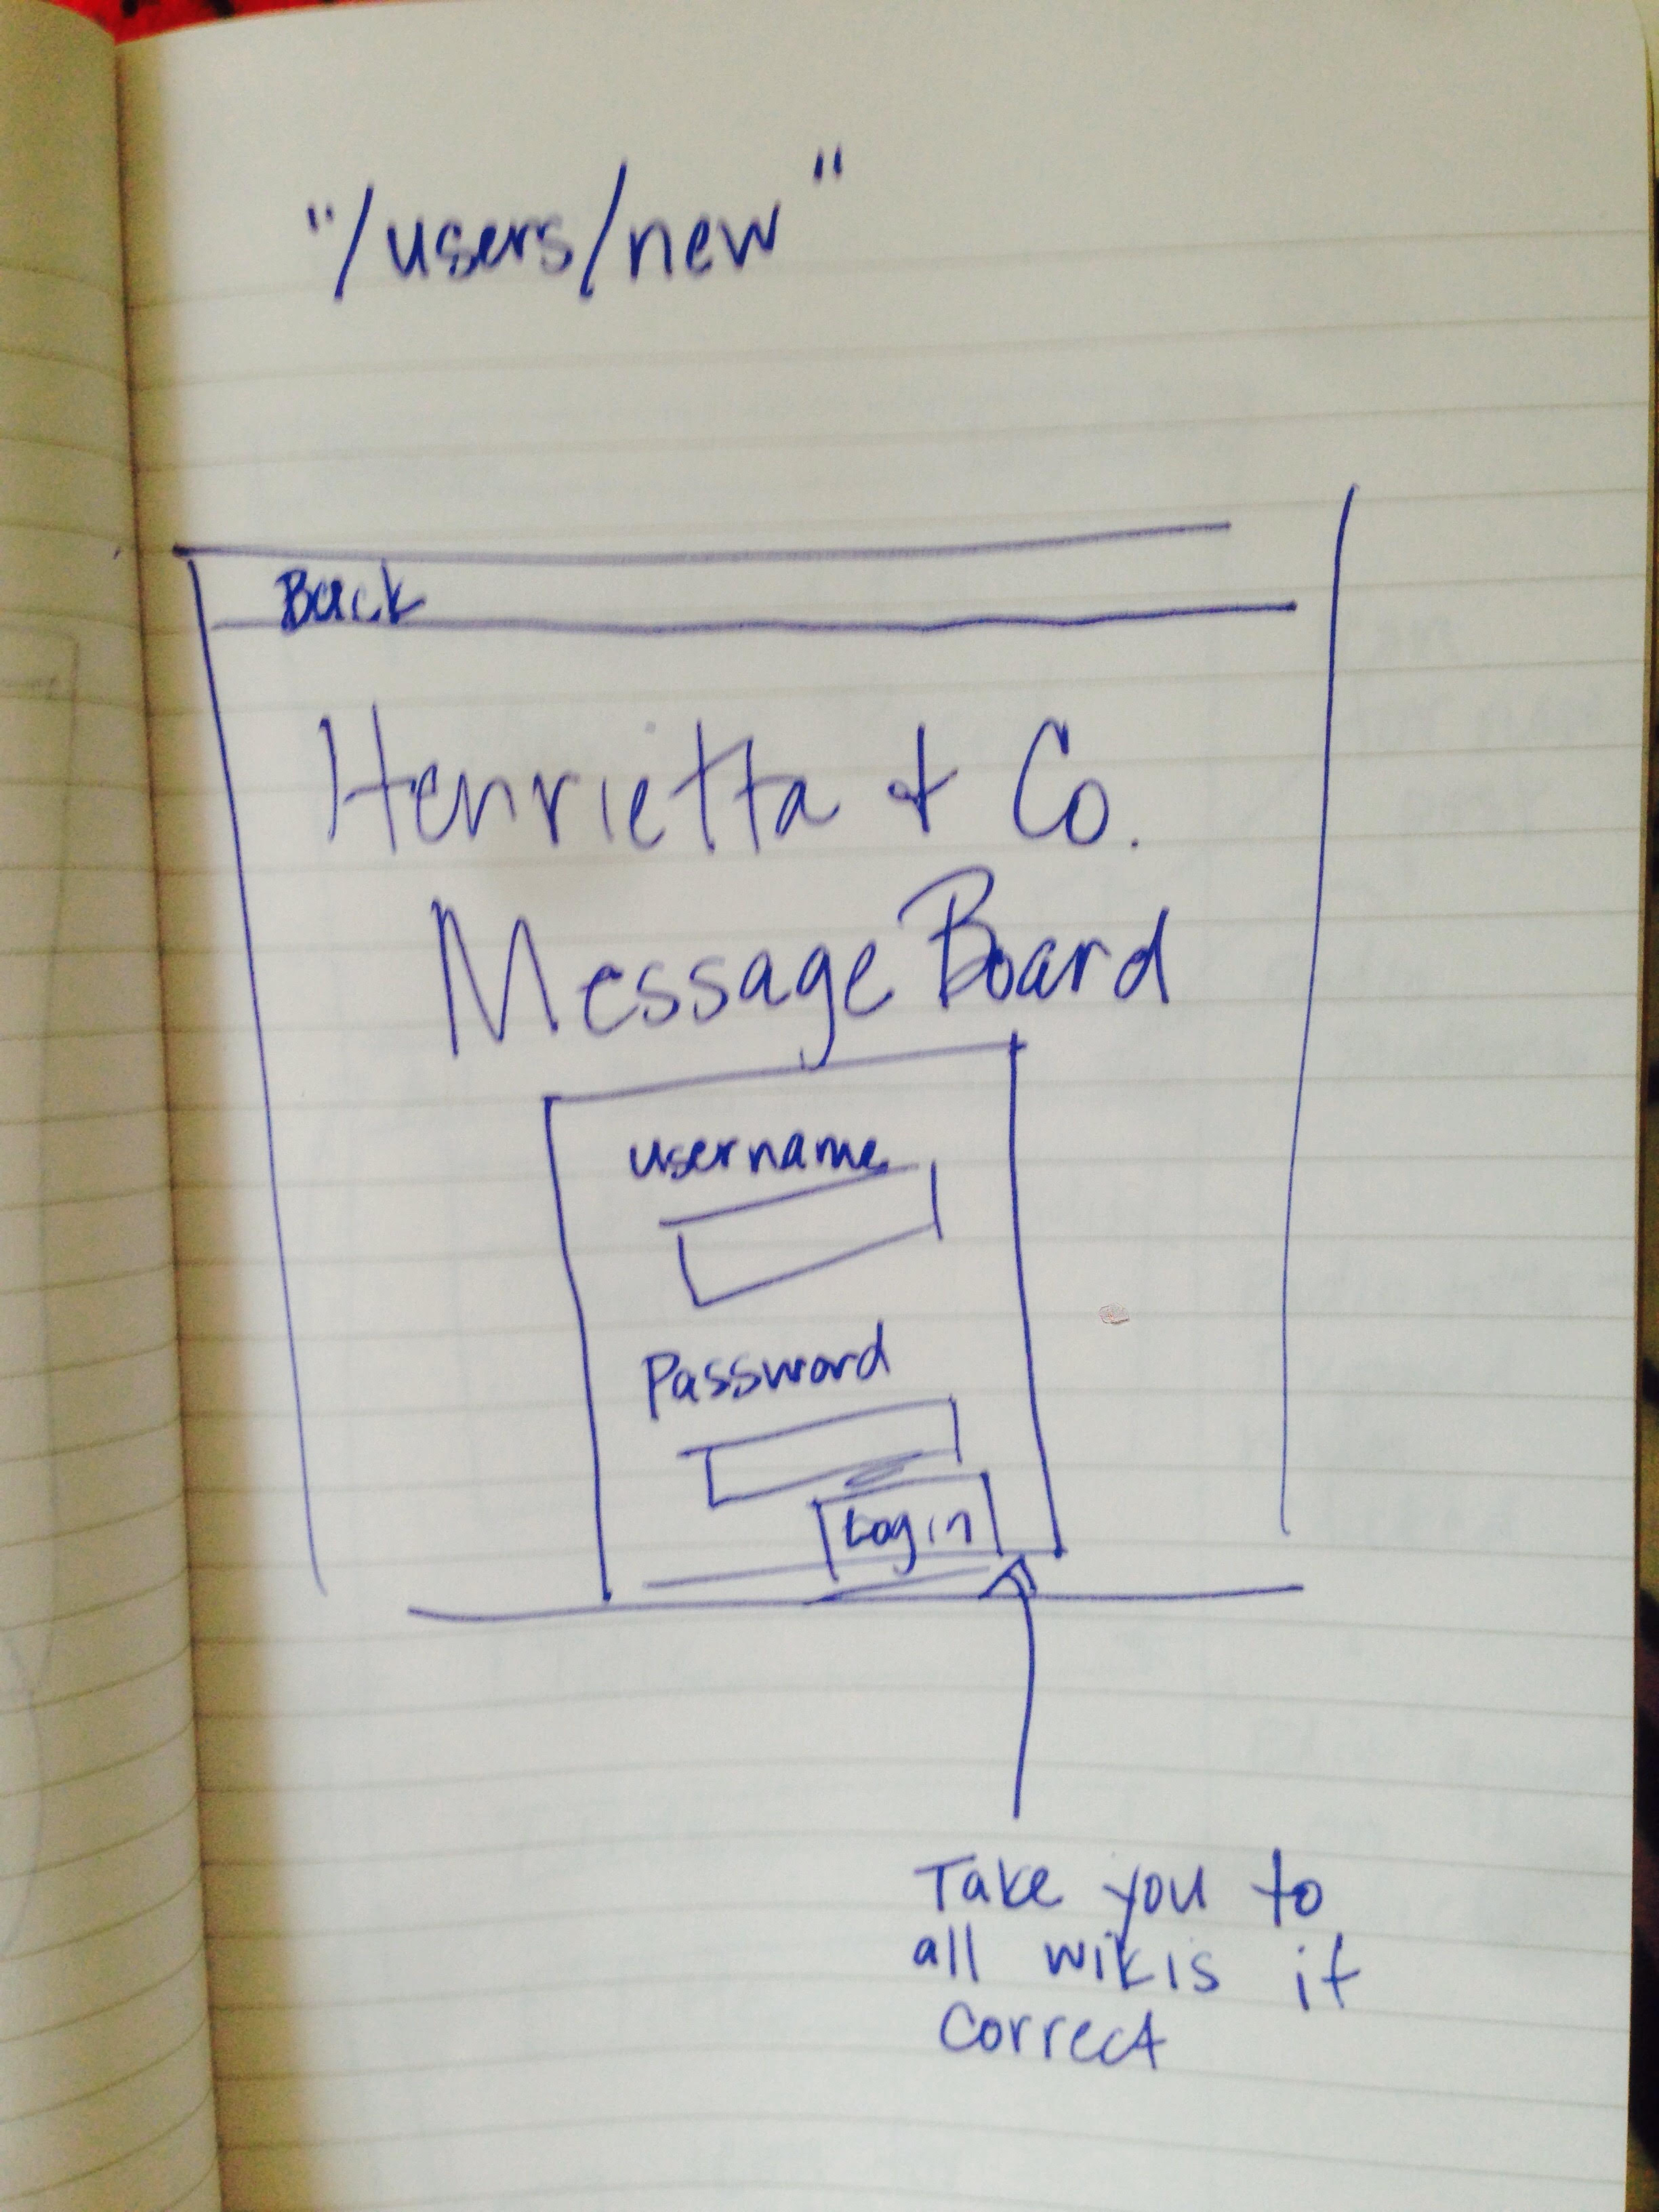 "/users/new"
Back
Henrietta + Co.
Message Board
username
Password
Login
Take you to
all wikis if
correct